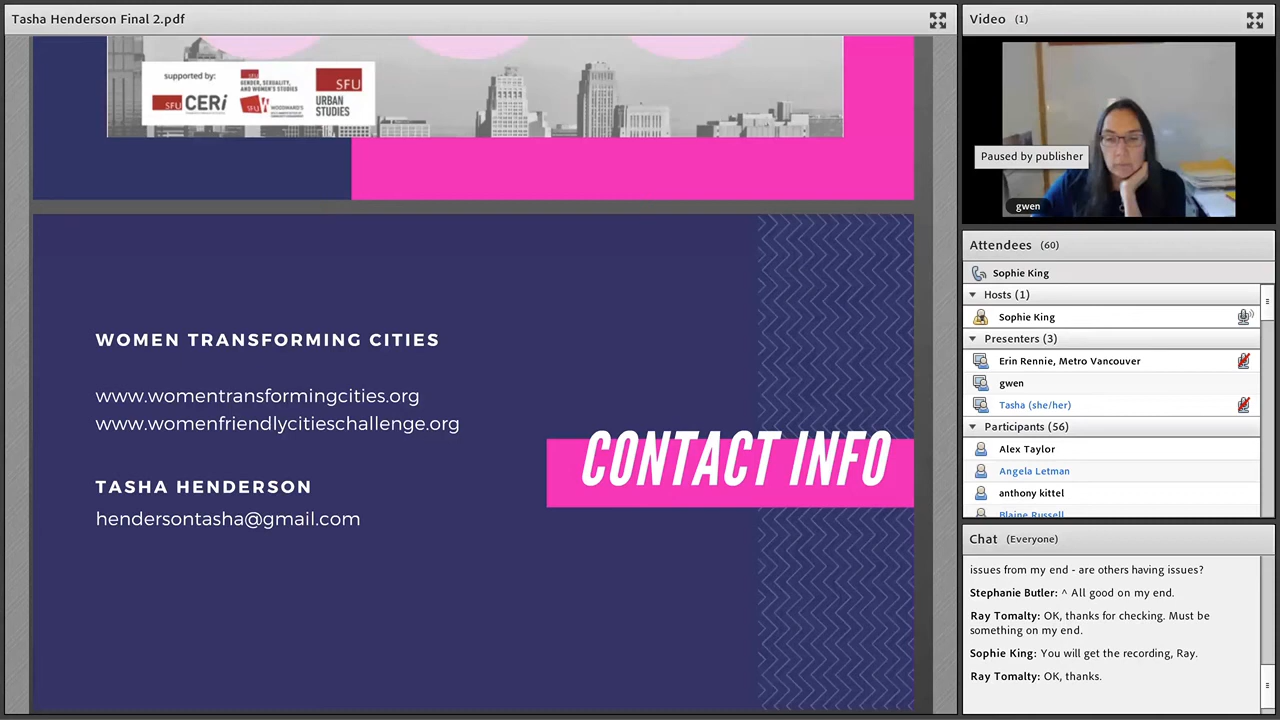 Tasha Henderson Final 2.pdf
supported by:
SFU CERi
SFU
GENDER, SEXUALITY,
AND WOMEN'S STUDIES
SFU W WOODWARD'S
SFU
URBAN
STUDIES
WOMEN TRANSFORMING CITIES
www.womentransformingcities.org
www.womenfriendlycitieschallenge.org
TASHA HENDERSON
hendersontasha@gmail.com
CONTACT INFO
Video (1)
Paused by publisher
gwen
Attendees (60)
Sophie King
Hosts (1)
Sophie King
Presenters (3)
Erin Rennie, Metro Vancouver
gwen
Tasha (she/her)
Participants (56)
Alex Taylor
Angela Letman
anthony kittel
Blaine Russell
Chat (Everyone)
issues from my end - are others having issues?
Stephanie Butler: ^ All good on my end.
Ray Tomalty: OK, thanks for checking. Must be
something on my end.
Sophie King: You will get the recording, Ray.
Ray Tomalty: OK, thanks.